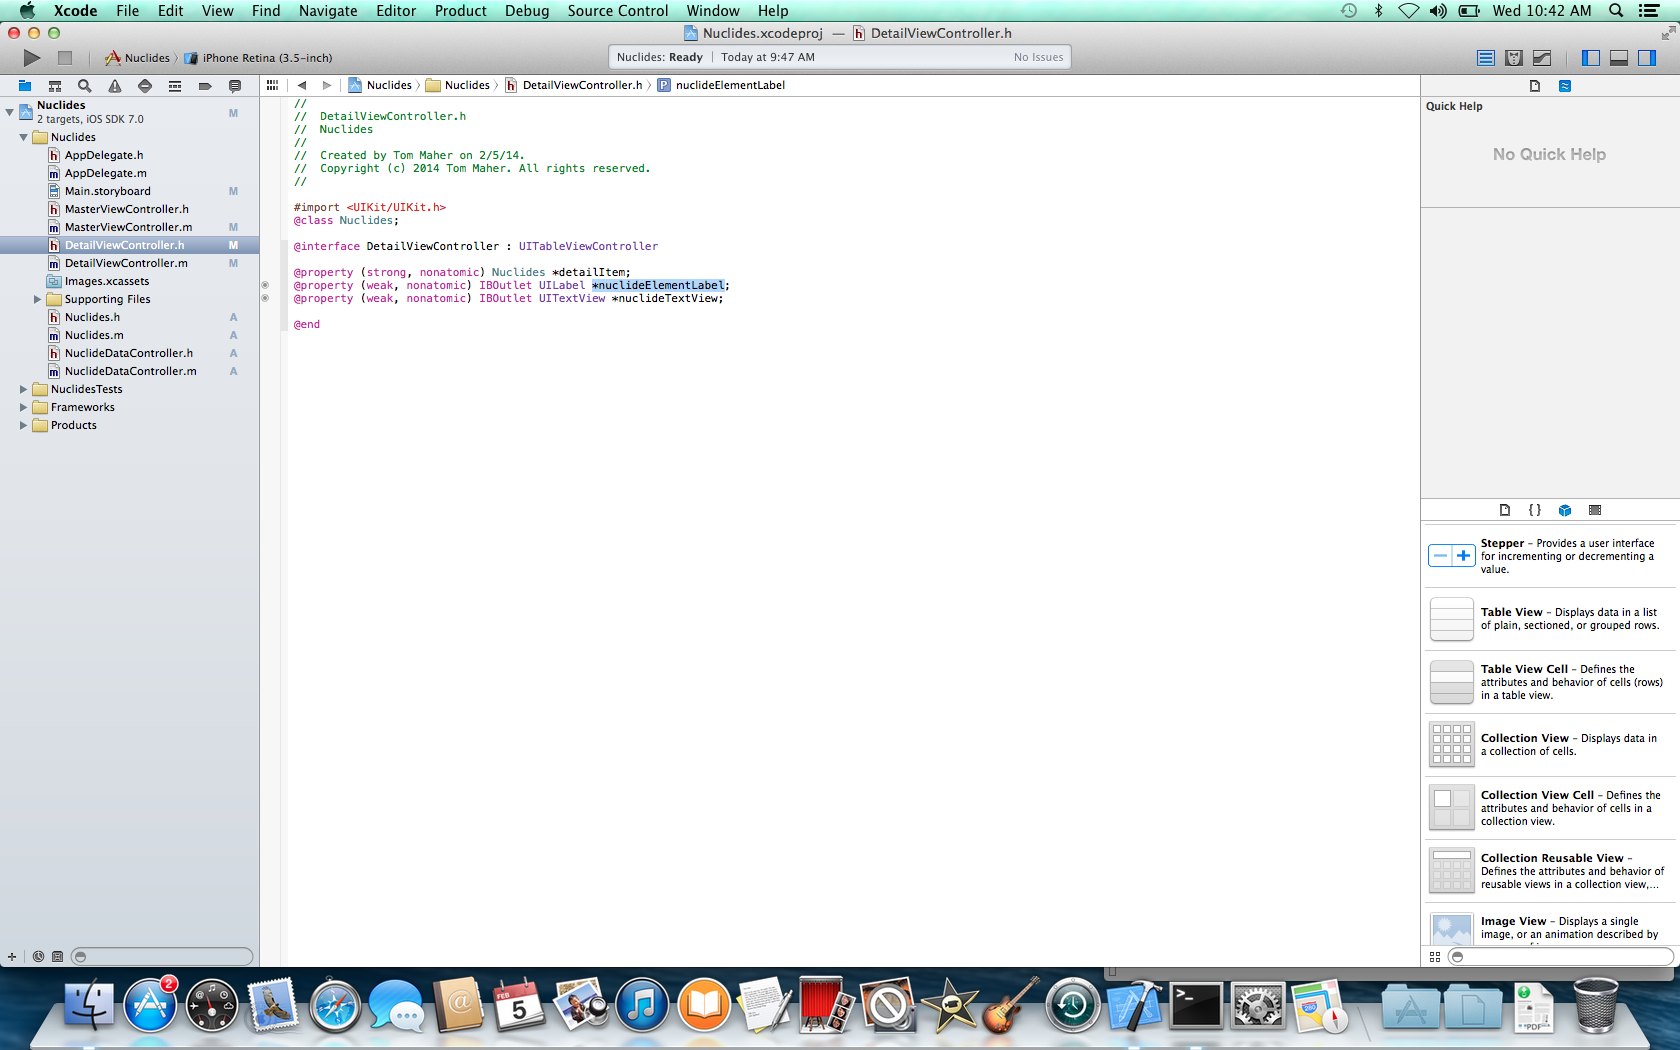 Xcode File Edit View Find Navigate Editor Product Debug Source Control Window Help Wed 10:42 AM
Nuclides.xcodeproj — DetailViewController.h
Nuclides iPhone Retina (3.5-inch) Nuclides: Ready Today at 9:47 AM No Issues
Nuclides Nuclides DetailViewController.h nuclideElementLabel
Nuclides M
2 targets, iOS SDK 7.0
Nuclides
AppDelegate.h
AppDelegate.m
Main.storyboard M
MasterViewController.h
MasterViewController.m M
DetailViewController.h M
DetailViewController.m M
Images.xcassets
Supporting Files
Nuclides.h A
Nuclides.m A
NuclideDataController.h A
NuclideDataController.m A
NuclidesTests
Frameworks
Products
//
// DetailViewController.h
// Nuclides
//
// Created by Tom Maher on 2/5/14.
// Copyright (c) 2014 Tom Maher. All rights reserved.
//
#import <UIKit/UIKit.h>
@class Nuclides;
@interface DetailViewController : UITableViewController
@property (strong, nonatomic) Nuclides *detailItem;
@property (weak, nonatomic) IBOutlet UILabel *nuclideElementLabel;
@property (weak, nonatomic) IBOutlet UITextView *nuclideTextView;
@end
Quick Help
No Quick Help
Stepper - Provides a user interface
for incrementing or decrementing a
value.
Table View - Displays data in a list
of plain, sectioned, or grouped rows.
Table View Cell - Defines the
attributes and behavior of cells (rows)
in a table view.
Collection View - Displays data in
a collection of cells.
Collection View Cell - Defines the
attributes and behavior of cells in a
collection view.
Collection Reusable View -
Defines the attributes and behavior of
reusable views in a collection view,...
Image View - Displays a single
image, or an animation described by
2
FEB
5
PDF